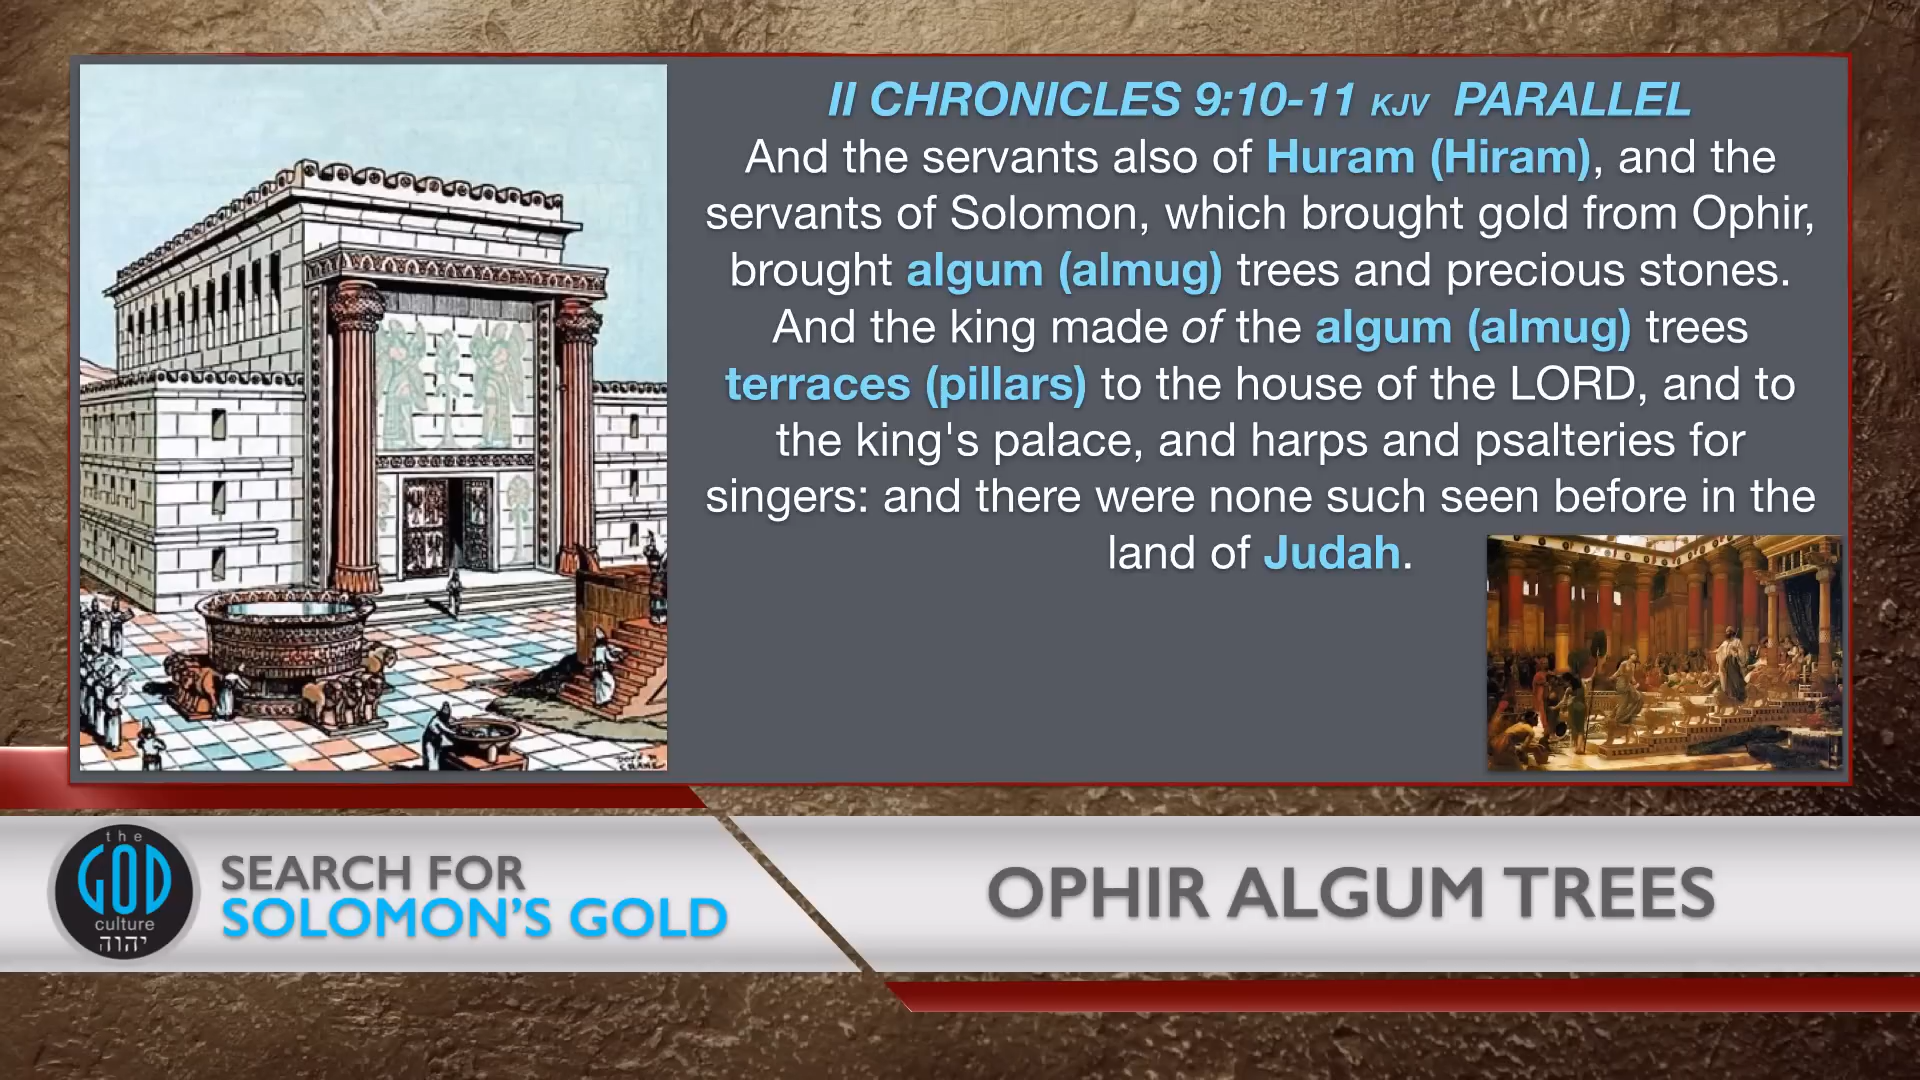 II CHRONICLES 9:10-11 KJV PARALLEL
And the servants also of Huram (Hiram), and the
servants of Solomon, which brought gold from Ophir,
brought algum (almug) trees and precious stones.
And the king made of the algum (almug) trees
terraces (pillars) to the house of the LORD, and to
the king's palace, and harps and psalteries for
singers: and there were none such seen before in the
land of Judah.
the
GOD
culture
יהוה
SEARCH FOR
SOLOMON'S GOLD
OPHIR ALGUM TREES